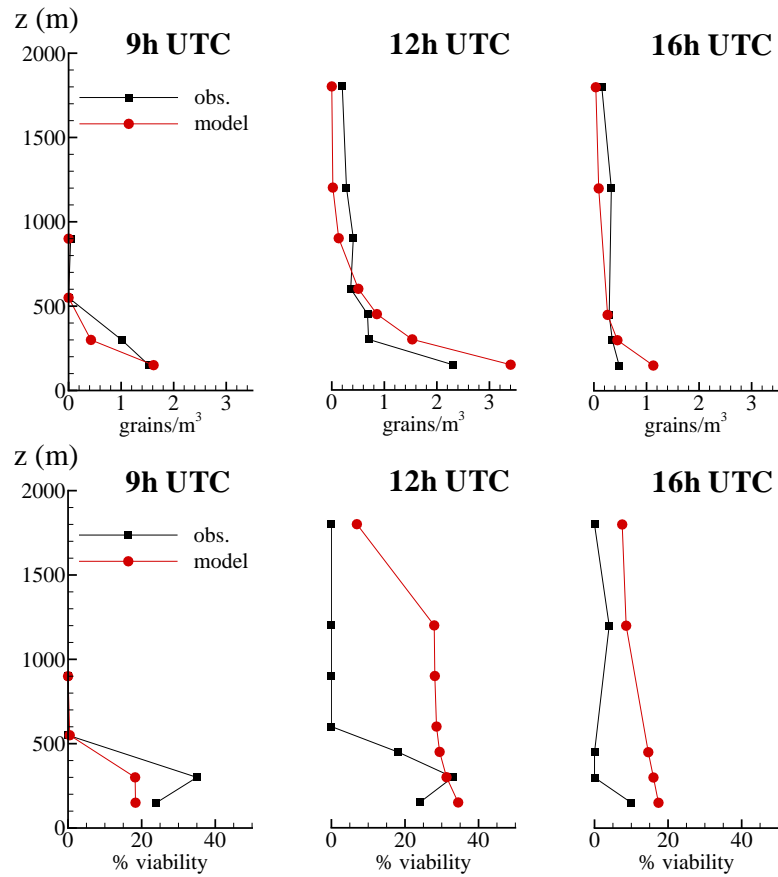 z (m)
9h UTC
12h UTC
16h UTC
2000
1500
1000
500
0
obs.
model
0 1 2 3
grains/m³
0 1 2 3
grains/m³
0 1 2 3
grains/m³
z (m)
9h UTC
12h UTC
16h UTC
2000
1500
1000
500
0
obs.
model
0 20 40
% viability
0 20 40
% viability
0 20 40
% viability